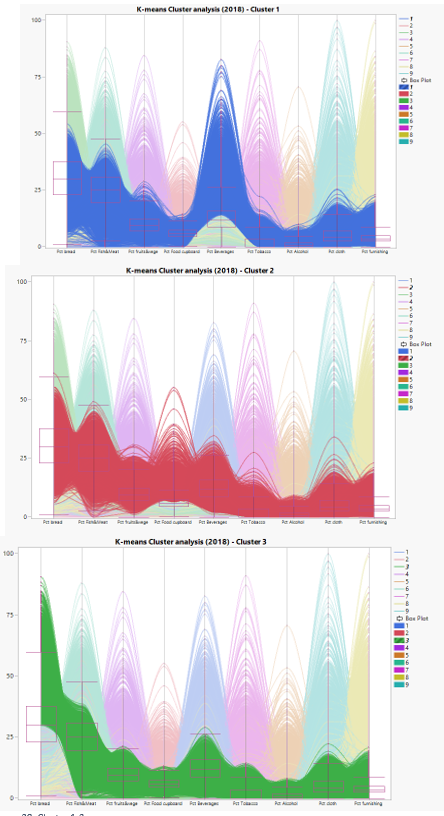 K-means Cluster analysis (2018) - Cluster 1
100
75
50
25
0
Pct bread
Pct Fish&Meat
Pct fruits&vage
Pct Food cupboard
Pct Beverages
Pct Tobacco
Pct Alcohol
Pct cloth
Pct furnishing
1
2
3
4
5
6
7
8
9
Box Plot
1
2
3
4
5
6
7
8
9
K-means Cluster analysis (2018) - Cluster 2
100
75
50
25
0
Pct bread
Pct Fish&Meat
Pct fruits&vage
Pct Food cupboard
Pct Beverages
Pct Tobacco
Pct Alcohol
Pct cloth
Pct furnishing
1
2
3
4
5
6
7
8
9
Box Plot
1
2
3
4
5
6
7
8
9
K-means Cluster analysis (2018) - Cluster 3
100
75
50
25
0
Pct bread
Pct Fish&Meat
Pct fruits&vage
Pct Food cupboard
Pct Beverages
Pct Tobacco
Pct Alcohol
Pct cloth
Pct furnishing
1
2
3
4
5
6
7
8
9
Box Plot
1
2
3
4
5
6
7
8
9